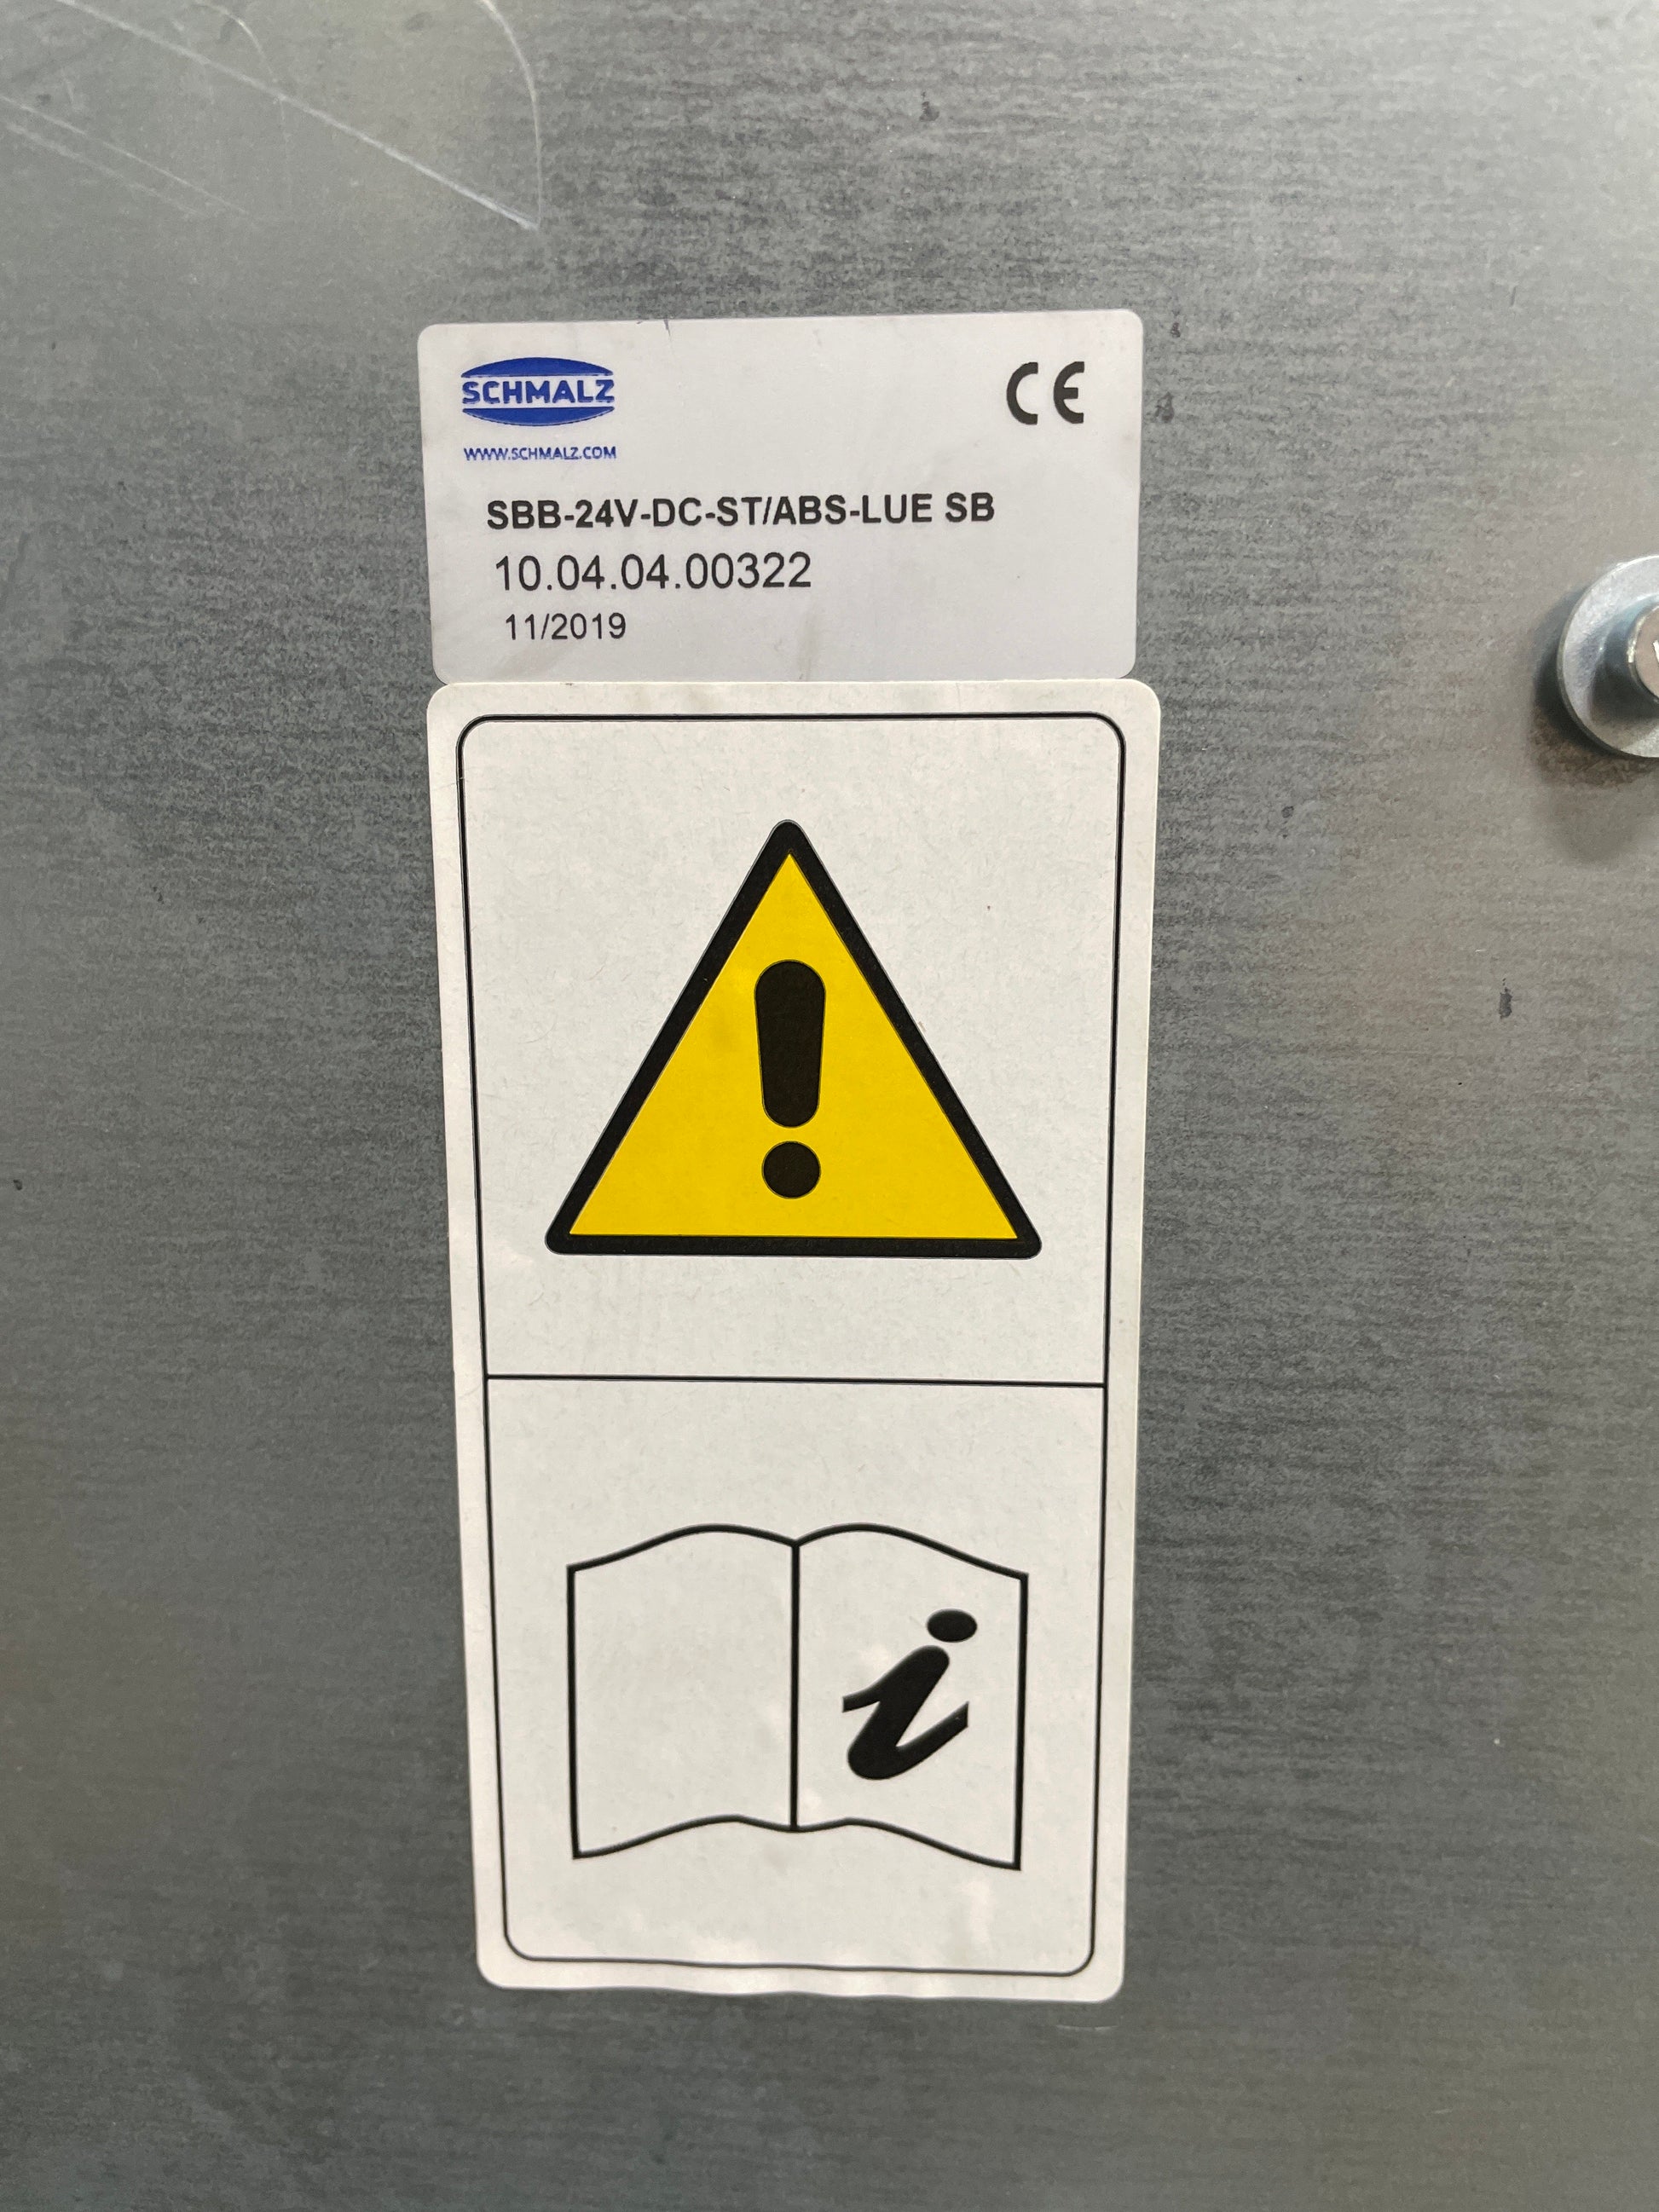 SCHMALZ
CE
WWW.SCHMALZ.COM
SBB-24V-DC-ST/ABS-LUE SB
10.04.04.00322
11/2019
!
i